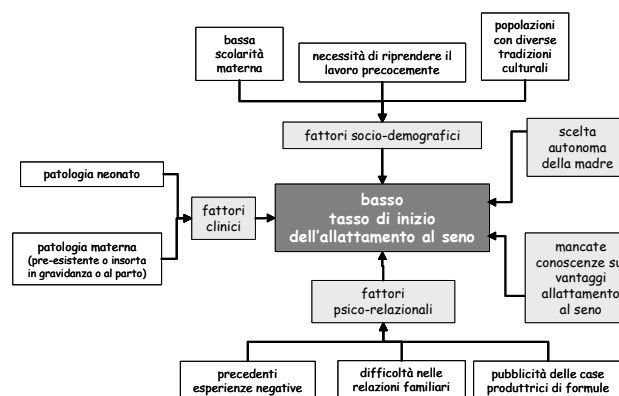 bassa
scolarità
materna
necessità di riprendere il
lavoro precocemente
popolazioni
con diverse
tradizioni
culturali
fattori socio-demografici
scelta
autonoma
della madre
patologia neonato
fattori
clinici
basso
tasso di inizio
dell'allattamento al seno
patologia materna
(pre-esistente o insorta
in gravidanza o al parto)
mancate
conoscenze su
vantaggi
allattamento
al seno
fattori
psico-relazionali
precedenti
esperienze negative
difficoltà nelle
relazioni familiari
pubblicità delle case
produttrici di formule